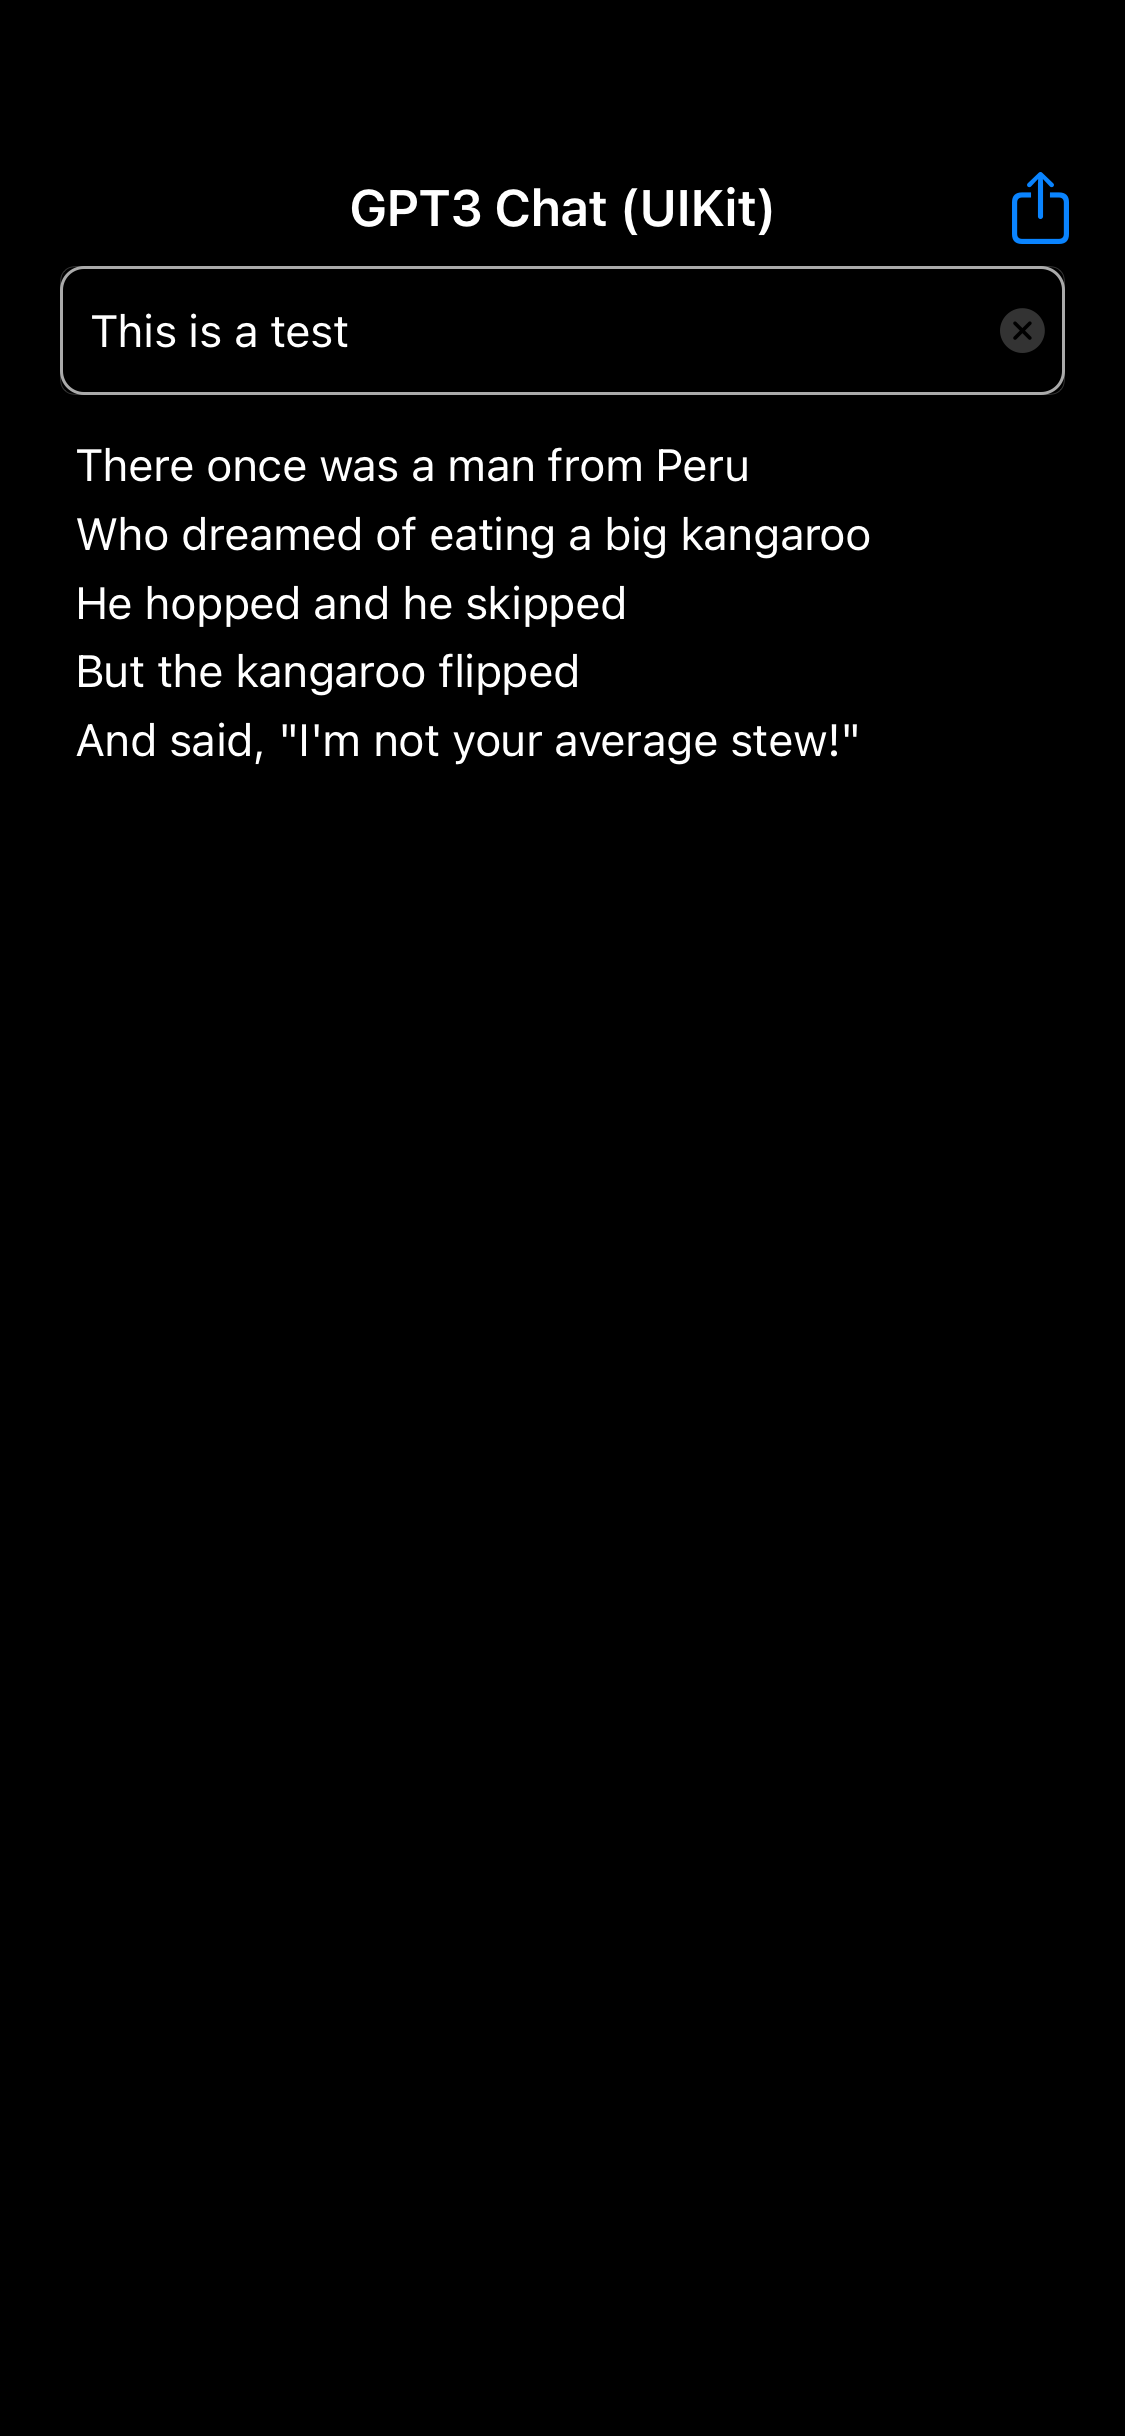 GPT3 Chat (UIKit)
This is a test
There once was a man from Peru
Who dreamed of eating a big kangaroo
He hopped and he skipped
But the kangaroo flipped
And said, "I'm not your average stew!"